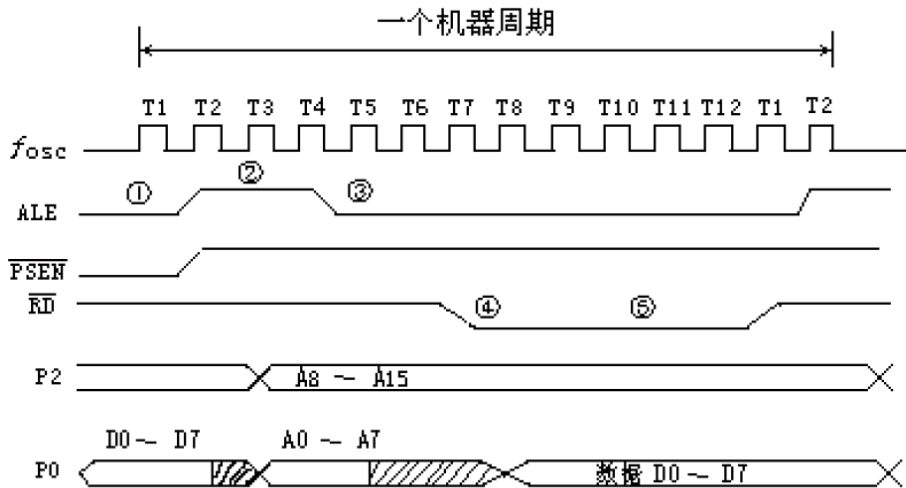 一个机器周期
T1 T2 T3 T4 T5 T6 T7 T8 T9 T10 T11 T12 T1 T2
fosc
① ② ③
ALE
PSEN
RD ④ ⑤
P2 A8 ～ A15
D0～ D7 A0 ～ A7
P0 数据 D0 ～ D7